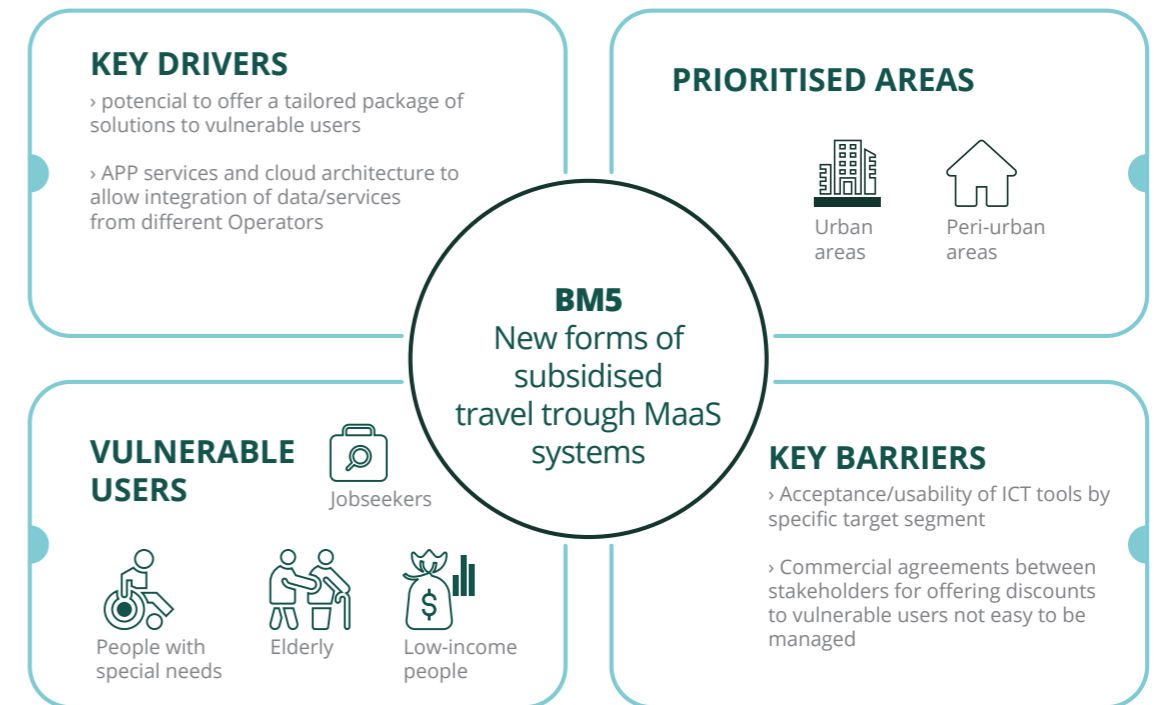 KEY DRIVERS
› potencial to offer a tailored package of
solutions to vulnerable users
› APP services and cloud architecture to
allow integration of data/services
from different Operators
PRIORITISED AREAS
Urban
areas
Peri-urban
areas
BM5
New forms of
subsidised
travel trough MaaS
systems
VULNERABLE
USERS
Jobseekers
People with
special needs
Elderly
Low-income
people
$
KEY BARRIERS
› Acceptance/usability of ICT tools by
specific target segment
› Commercial agreements between
stakeholders for offering discounts
to vulnerable users not easy to be
managed